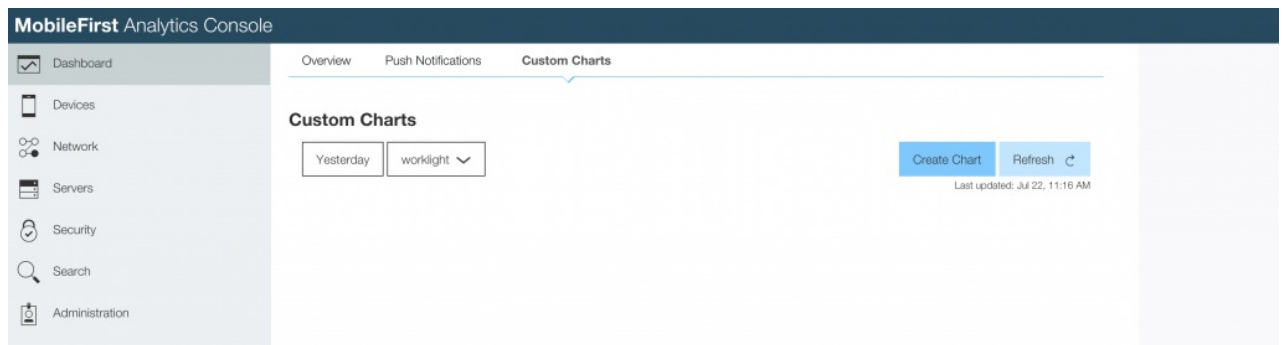 MobileFirst Analytics Console
Dashboard
Devices
Network
Servers
Security
Search
Administration
Overview Push Notifications Custom Charts
Custom Charts
Yesterday worklight Create Chart Refresh
Last updated: Jul 22, 11:16 AM